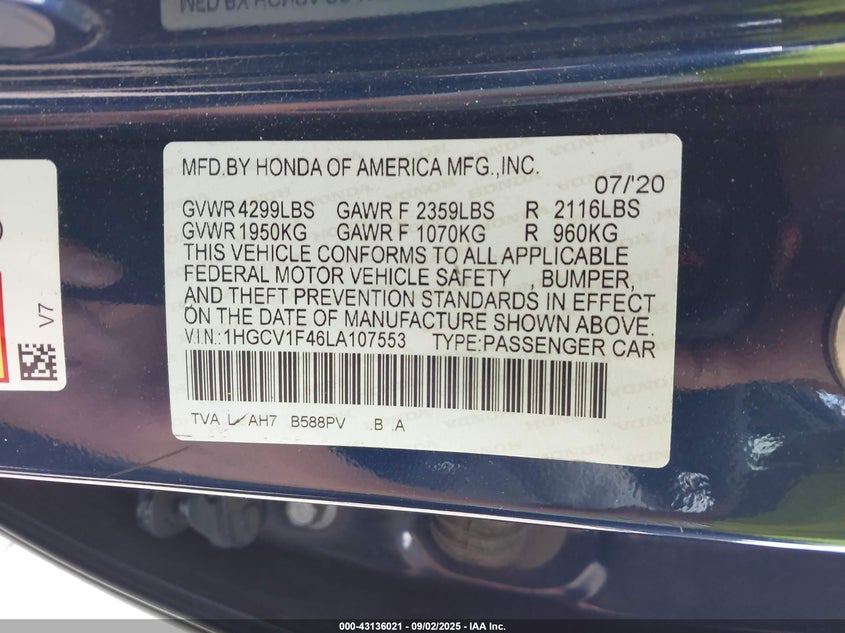 MFD.BY HONDA OF AMERICA MFG.,INC.
07/'20
GVWR 4299LBS GAWR F 2359LBS R 2116LBS
GVWR 1950KG GAWR F 1070KG R 960KG
THIS VEHICLE CONFORMS TO ALL APPLICABLE
FEDERAL MOTOR VEHICLE SAFETY , BUMPER,
AND THEFT PREVENTION STANDARDS IN EFFECT
ON THE DATE OF MANUFACTURE SHOWN ABOVE.
V.I.N.:1HGCV1F46LA107553 TYPE:PASSENGER CAR
TVA L AH7 B588PV .B .A
V7
000-43136021 - 09/02/2025 - IAA Inc.